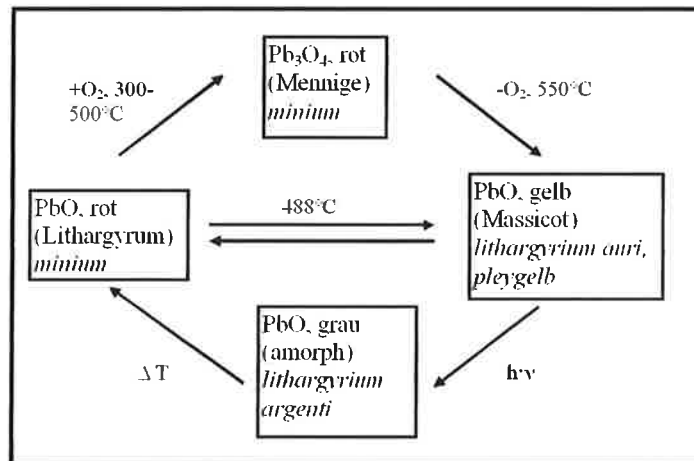 Pb₃O₄, rot
(Mennige)
minium
+O₂, 300-
500°C
-O₂, 550°C
PbO, rot
(Lithargyrum)
minium
488°C
PbO, gelb
(Massicot)
lithargyrium auri,
pleygelb
PbO, grau
(amorph)
lithargyrium
argenti
ΔT
h·ν